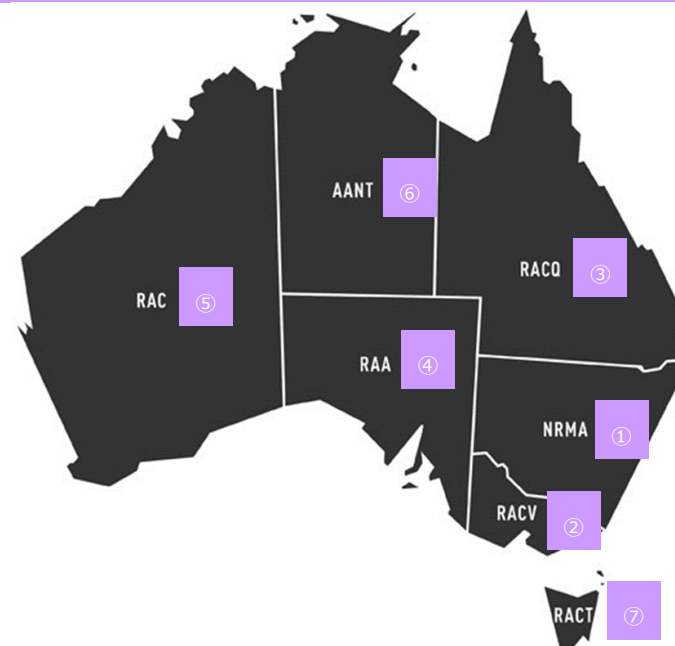 AANT ⑥
RACQ ③
RAC ⑤
RAA ④
NRMA ①
RACV ②
RACT ⑦